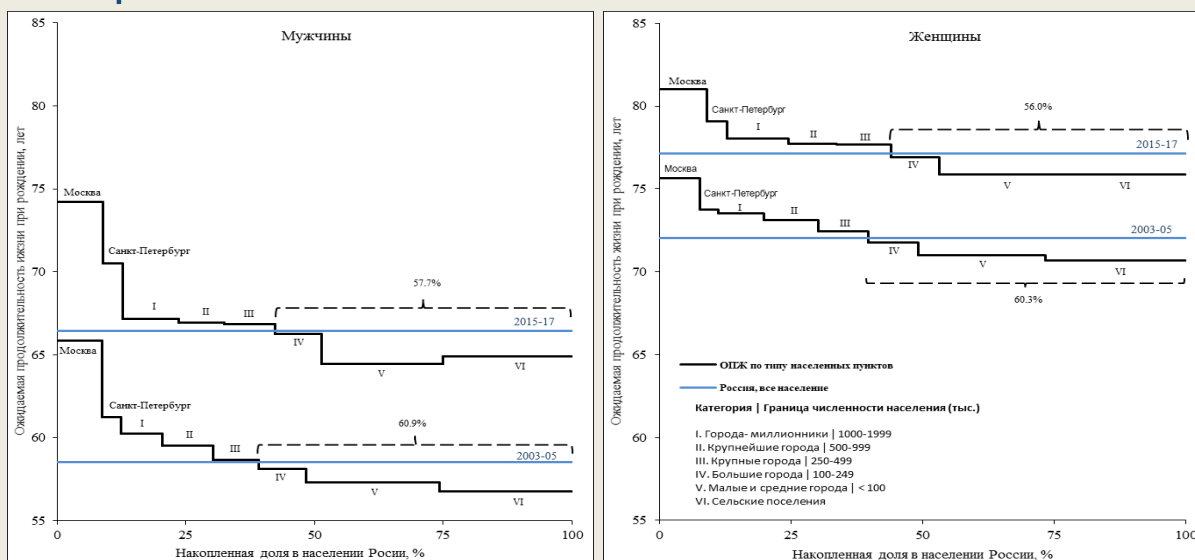 85
80
75
70
65
60
55
Ожидаемая продолжительность ижзни при рождении, лет
Мужчины
Москва
Санкт-Петербург
I
II
III
57.7%
2015-17
IV
V
VI
Москва
Санкт-Петербург
I
II
III
60.9%
2003-05
IV
V
VI
0
25
50
75
100
Накопленная доля в населении Росии, %
85
80
75
70
65
60
55
Ожидаемая продолжительность жизни при рождении, лет
Женщины
Москва
Санкт-Петербург
I
II
III
56.0%
2015-17
IV
V
VI
Москва
Санкт-Петербург
I
II
III
2003-05
IV
V
VI
60.3%
ОПЖ по типу населенных пунктов
Россия, все население
Категория | Граница численности населения (тыс.)
I. Города- миллионники | 1000-1999
II. Крупнейшие города | 500-999
III. Крупные города | 250-499
IV. Большие города | 100-249
V. Малые и средние города | < 100
VI. Сельские поселения
0
25
50
75
100
Накопленная доля в населении России, %